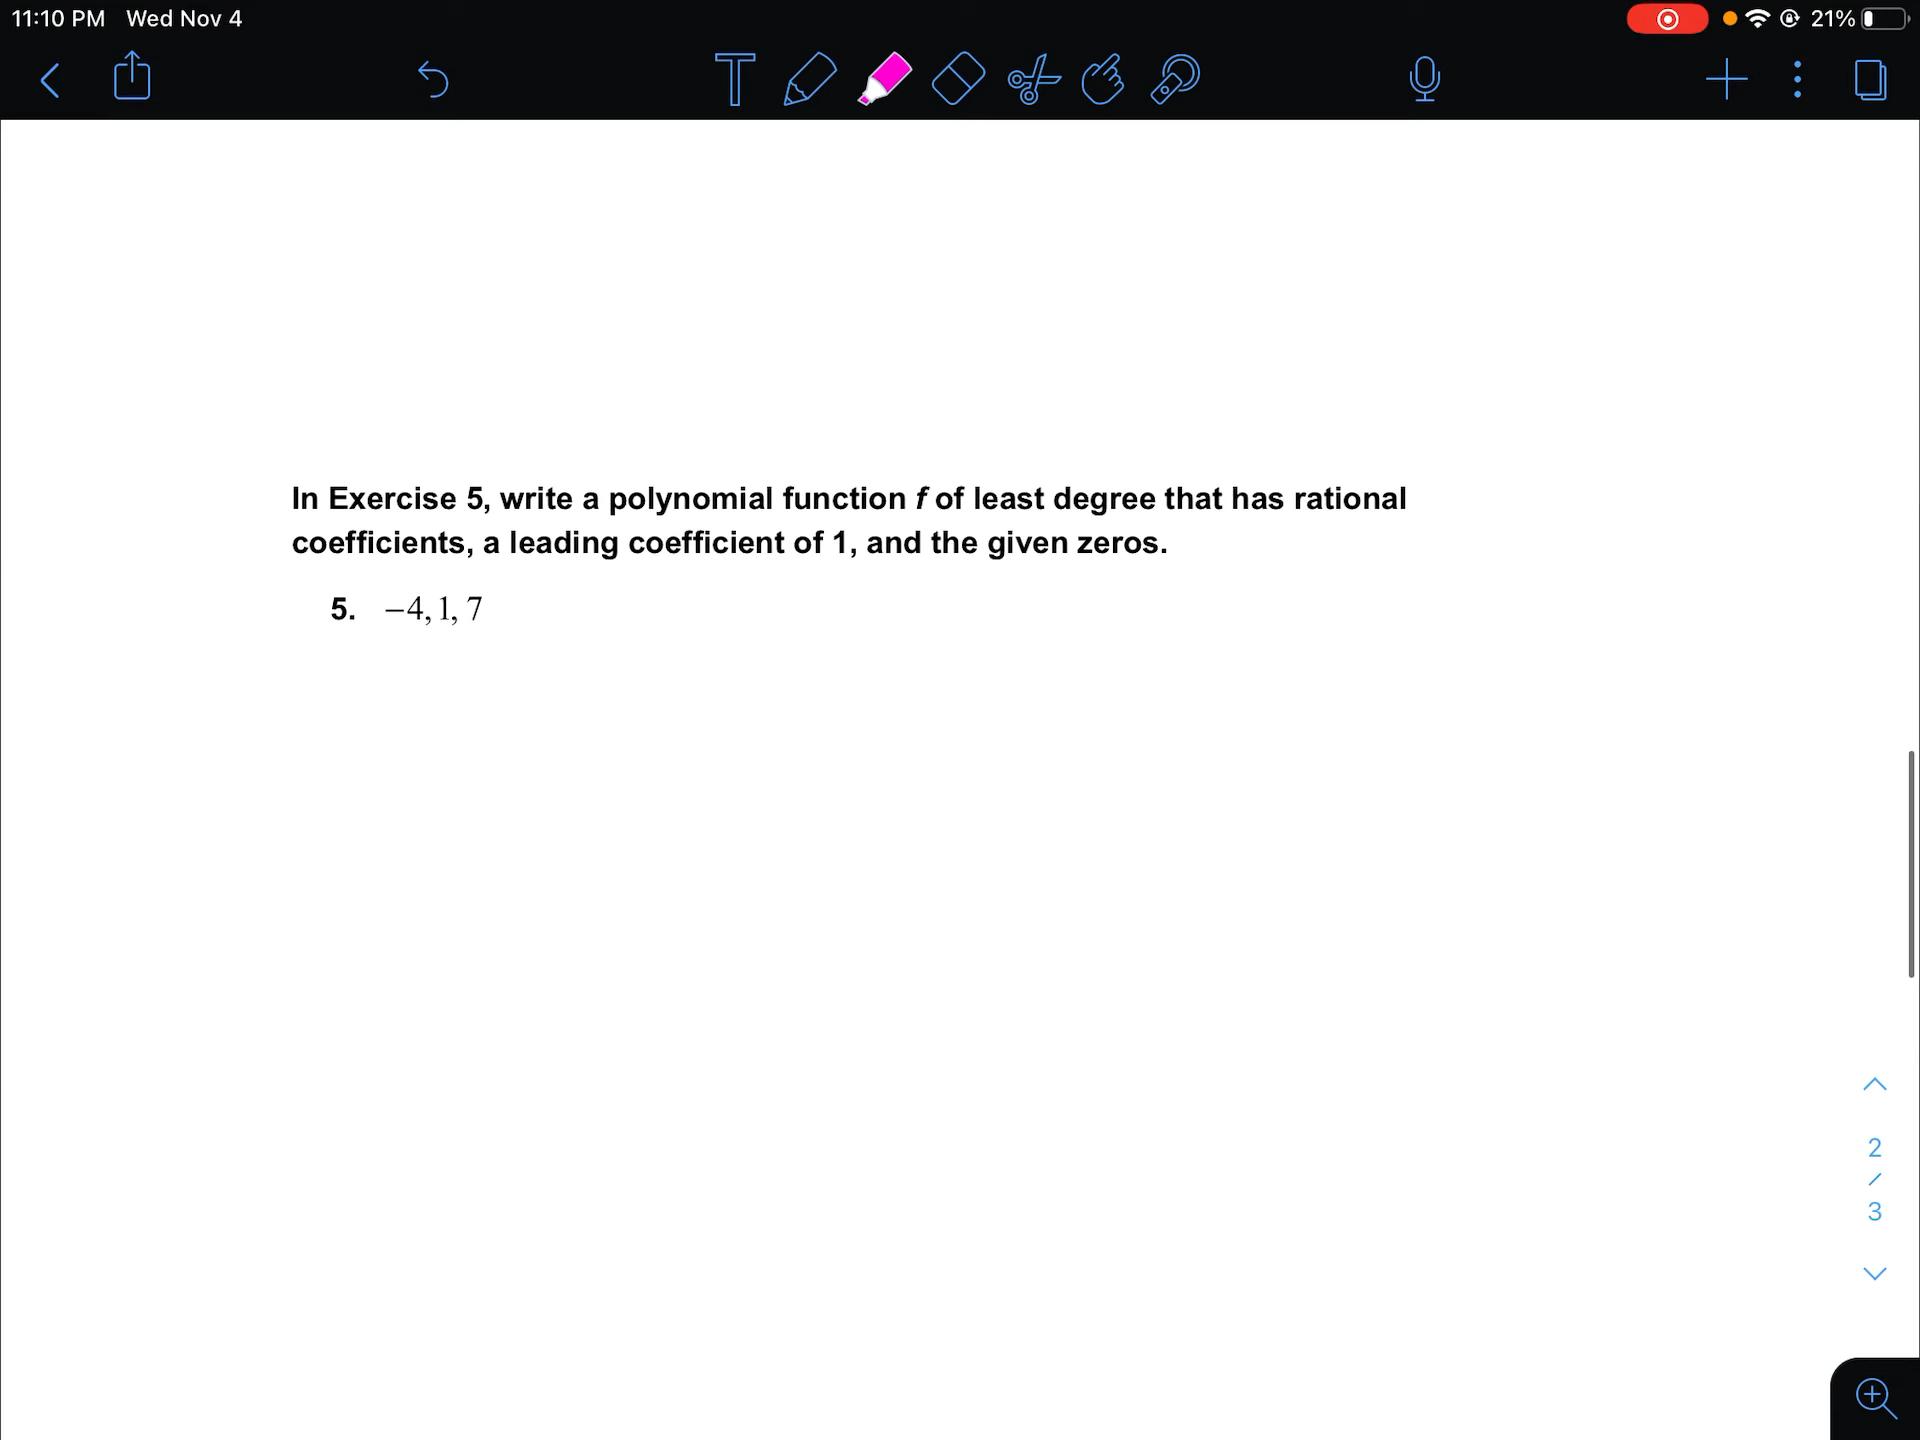 11:10 PM Wed Nov 4 21%
T
In Exercise 5, write a polynomial function f of least degree that has rational
coefficients, a leading coefficient of 1, and the given zeros.
5. −4, 1, 7
2
/
3